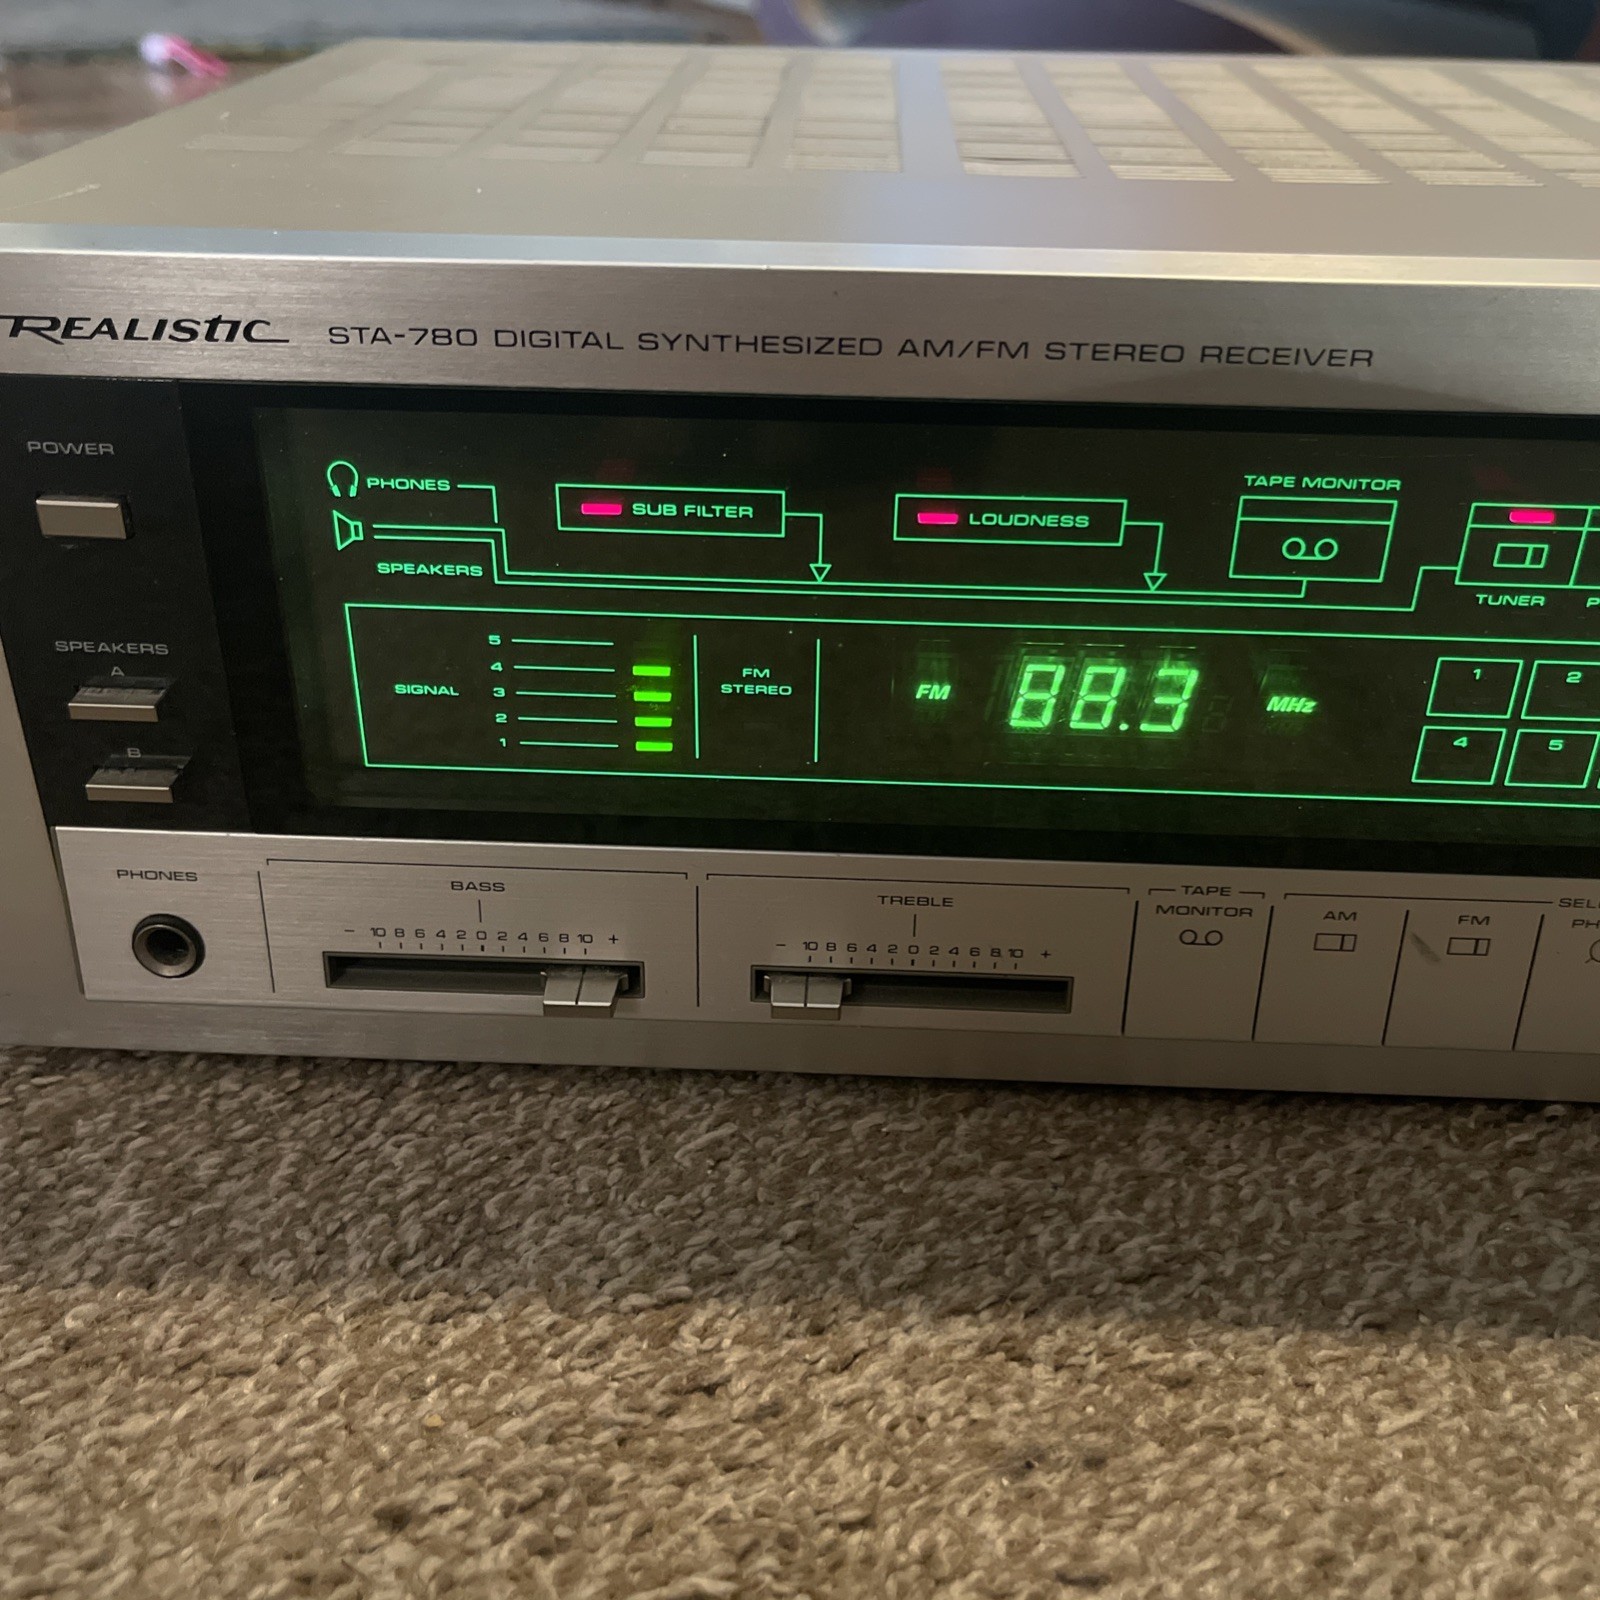 REALISTIC STA-780 DIGITAL SYNTHESIZED AM/FM STEREO RECEIVER
POWER
PHONES
SUB FILTER
LOUDNESS
TAPE MONITOR
SPEAKERS
TUNER
SPEAKERS
A
B
SIGNAL
5
4
3
2
1
FM
STEREO
FM 88.3 MHz
1 2
4 5
PHONES
BASS
- 10 8 6 4 2 0 2 4 6 8 10 +
TREBLE
- 10 8 6 4 2 0 2 4 6 8 10 +
TAPE
MONITOR
AM
FM